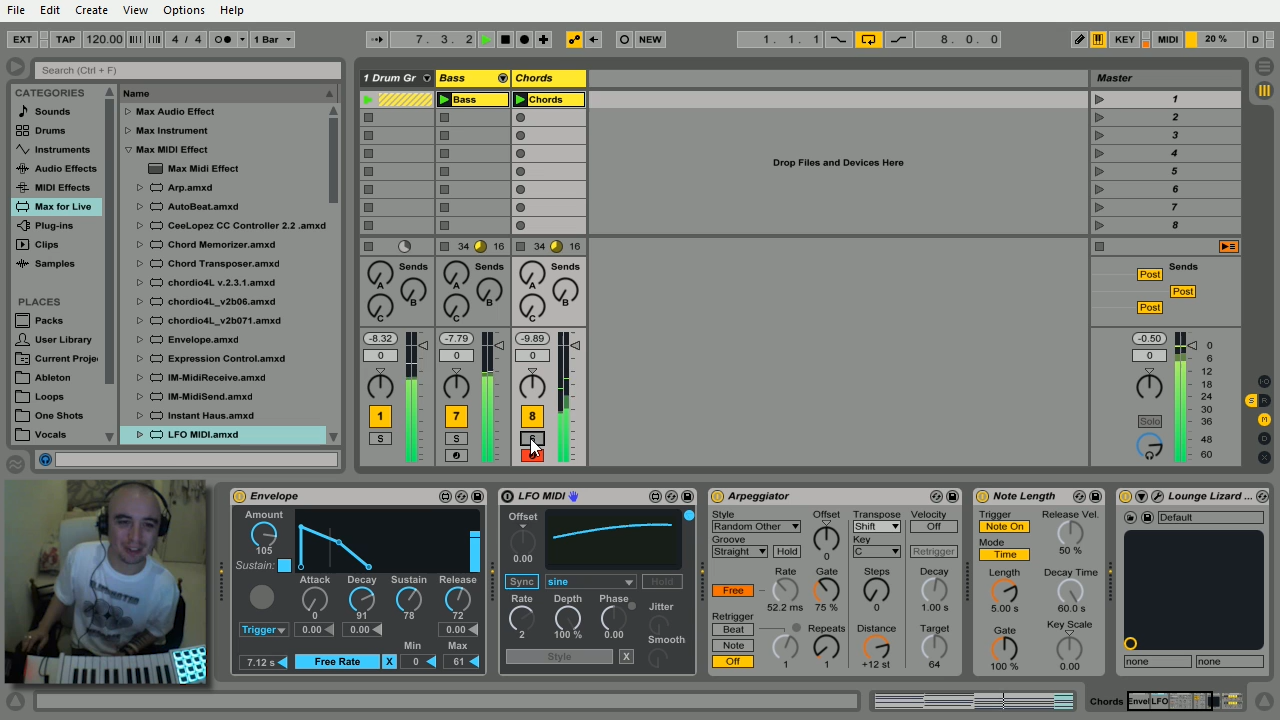 File Edit Create View Options Help
EXT TAP 120.00 4 / 4 1 Bar 7. 3. 2 NEW 1. 1. 1 8. 0. 0 KEY MIDI 20 % D
Search (Ctrl + F)
CATEGORIES
Sounds
Drums
Instruments
Audio Effects
MIDI Effects
Max for Live
Plug-ins
Clips
Samples
PLACES
Packs
User Library
Current Proje
Ableton
Loops
One Shots
Vocals
Name
Max Audio Effect
Max Instrument
Max MIDI Effect
Max Midi Effect
Arp.amxd
AutoBeat.amxd
CeeLopez CC Controller 2.2 .amxd
Chord Memorizer.amxd
Chord Transposer.amxd
chordio4L v.2.3.1.amxd
chordio4L_v2b06.amxd
chordio4L_v2b071.amxd
Envelope.amxd
Expression Control.amxd
IM-MidiReceive.amxd
IM-MidiSend.amxd
Instant Haus.amxd
LFO MIDI.amxd
1 Drum Gr Bass Chords Master
Bass Chords 1
2
3
4
5
6
7
8
Drop Files and Devices Here
34 16 34 16
Sends Sends Sends Sends
A B A B A B Post
Post
C C C Post
-8.32 -7.79 -9.89 -0.50
0 0 0 0
0
6
12
18
24
30
36
48
60
1 7 8 Solo
S S S
Envelope
Amount
105
Sustain:
Attack Decay Sustain Release
0 91 78 72
Trigger 0.00 0.00 0.00
Min Max
7.12 s Free Rate X 0 61
LFO MIDI
Offset
0.00
Sync sine Hold
Rate Depth Phase Jitter
2 100 % 0.00 Smooth
Style X
Arpeggiator
Style Offset Transpose Velocity
Random Other Shift Off
Groove Key
Straight Hold 0 C Retrigger
Rate Gate Steps Decay
Free 52.2 ms 75 % 0 1.00 s
Retrigger
Beat Repeats Distance Target
Note
Off 1 1 +12 st 64
Note Length
Trigger Release Vel.
Note On
Mode
Time 50 %
Length Decay Time
5.00 s 60.0 s
Gate Key Scale
100 % 0.00
Lounge Lizard ...
Default
none none
Chords Envel LFO